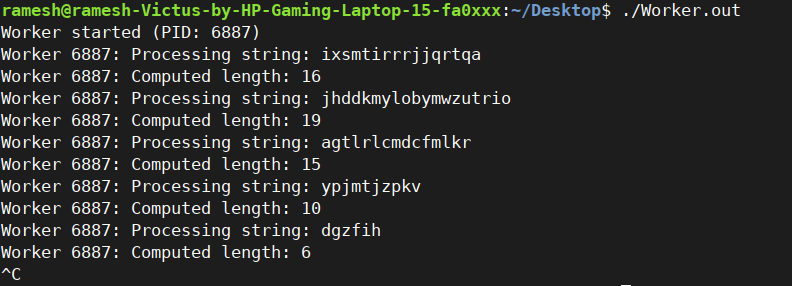 ramesh@ramesh-Victus-by-HP-Gaming-Laptop-15-fa0xxx:~/Desktop$ ./Worker.out
Worker started (PID: 6887)
Worker 6887: Processing string: ixsmtirrrjjqrtqa
Worker 6887: Computed length: 16
Worker 6887: Processing string: jhddkmylobymwzutrio
Worker 6887: Computed length: 19
Worker 6887: Processing string: agtlrlcmdcfmlkr
Worker 6887: Computed length: 15
Worker 6887: Processing string: ypjmtjzpkv
Worker 6887: Computed length: 10
Worker 6887: Processing string: dgzfih
Worker 6887: Computed length: 6
^C